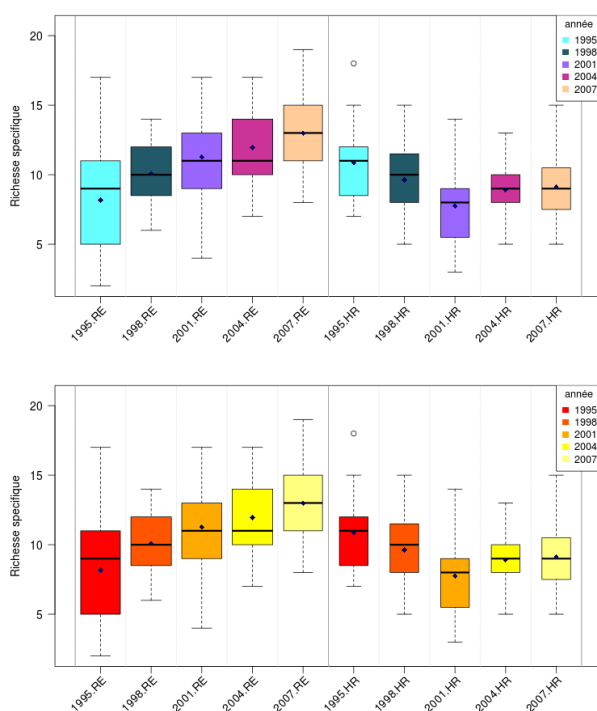 année
1995
1998
2001
2004
2007
Richesse specifique
20
15
10
5
1995.RE
1998.RE
2001.RE
2004.RE
2007.RE
1995.HR
1998.HR
2001.HR
2004.HR
2007.HR
année
1995
1998
2001
2004
2007
Richesse specifique
20
15
10
5
1995.RE
1998.RE
2001.RE
2004.RE
2007.RE
1995.HR
1998.HR
2001.HR
2004.HR
2007.HR